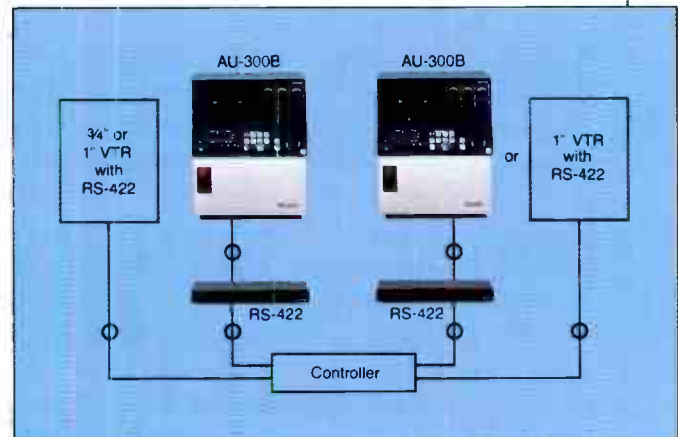 AU-300B
AU-300B
3/4" or
1" VTR
with
RS-422
or
1" VTR
with
RS-422
RS-422
RS-422
Controller